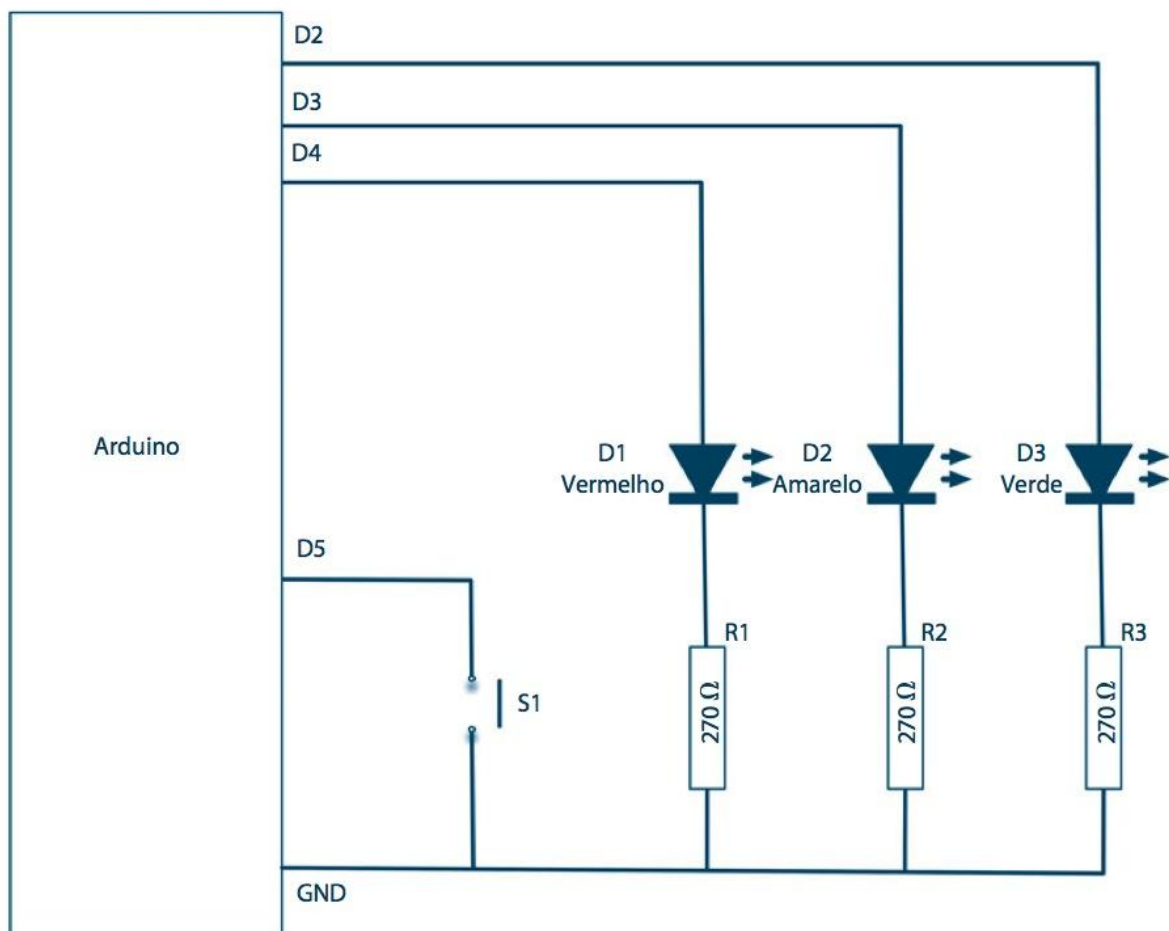 D2
D3
D4
Arduino
D1
Vermelho
D2
Amarelo
D3
Verde
D5
R1
R2
R3
S1
270 Ω
270 Ω
270 Ω
GND